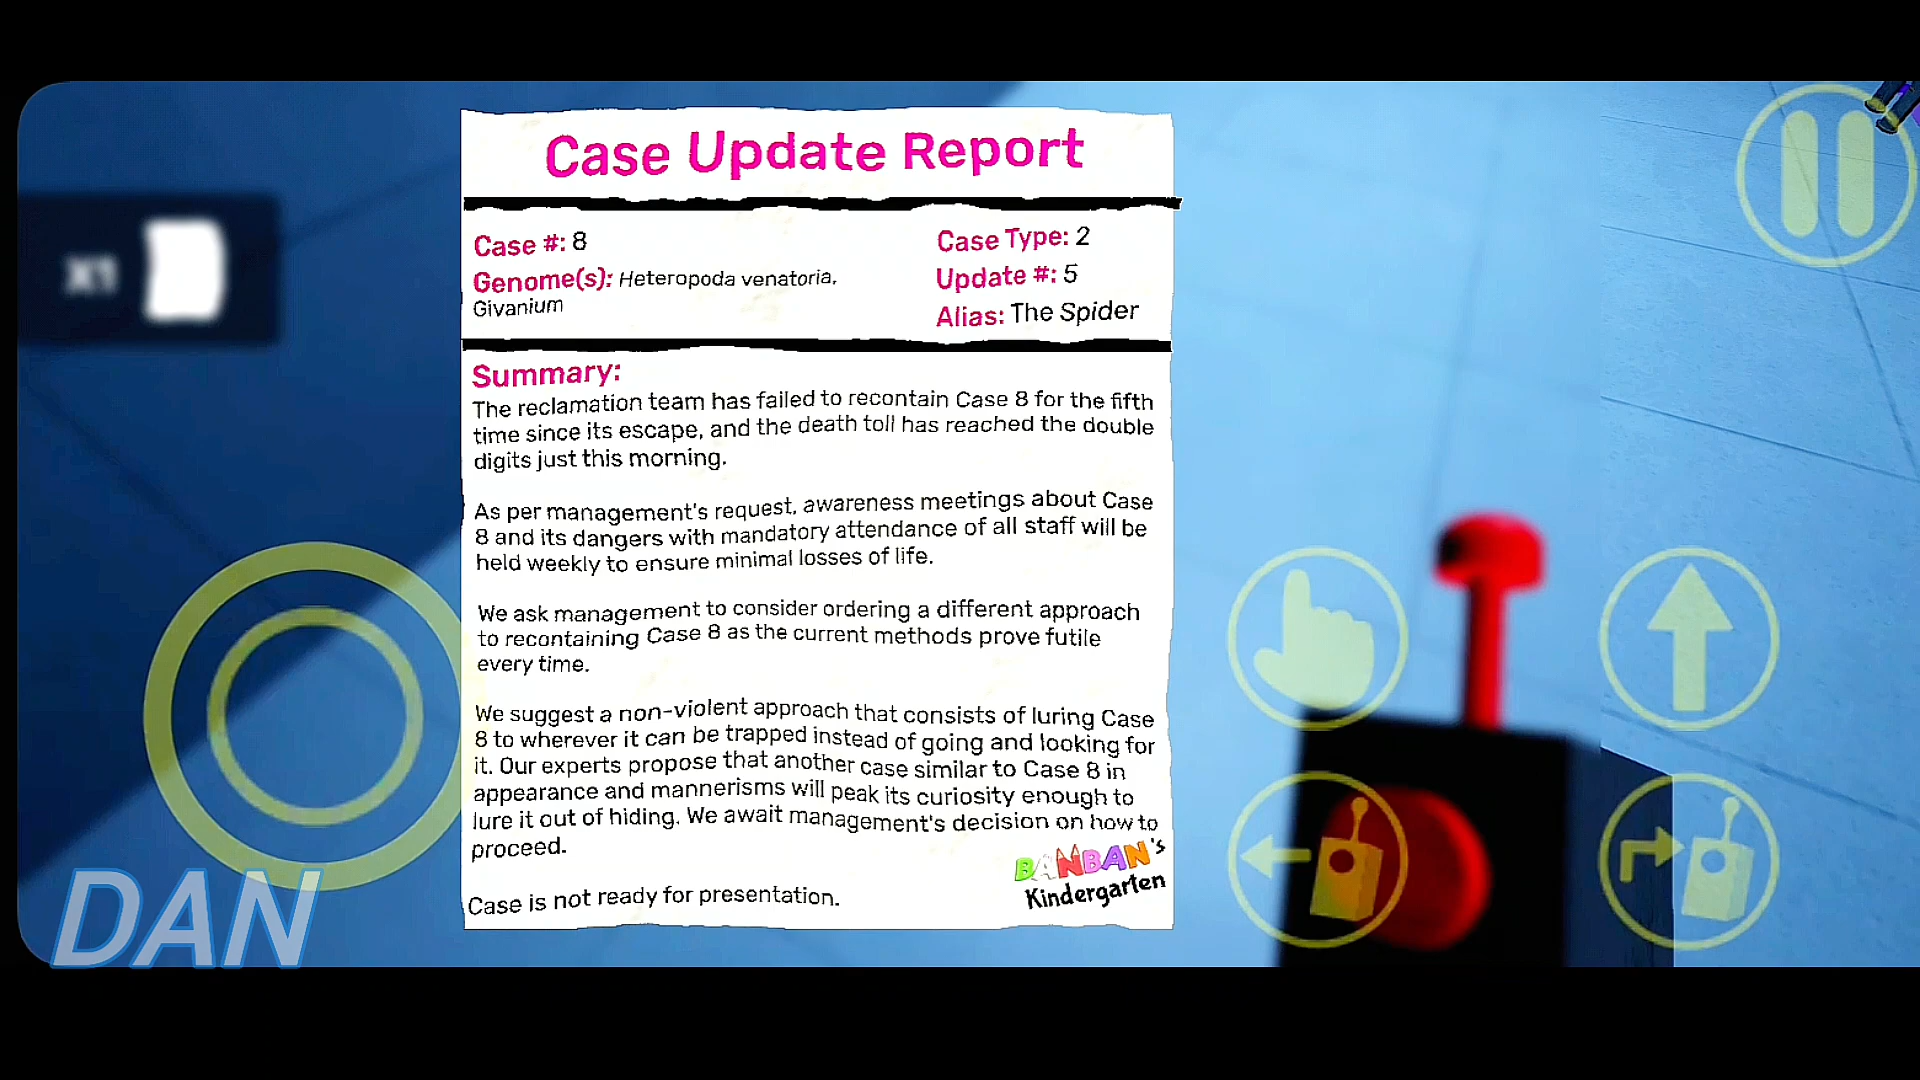 Case Update Report
x1
Case #: 8
Genome(s): Heteropoda venatoria,
Givanium
Case Type: 2
Update #: 5
Alias: The Spider
Summary:
The reclamation team has failed to recontain Case 8 for the fifth
time since its escape, and the death toll has reached the double
digits just this morning.
As per management's request, awareness meetings about Case
8 and its dangers with mandatory attendance of all staff will be
held weekly to ensure minimal losses of life.
We ask management to consider ordering a different approach
to recontaining Case 8 as the current methods prove futile
every time.
We suggest a non-violent approach that consists of luring Case
8 to wherever it can be trapped instead of going and looking for
it. Our experts propose that another case similar to Case 8 in
appearance and mannerisms will peak its curiosity enough to
lure it out of hiding. We await management's decision on how to
proceed.
Case is not ready for presentation.
BANBAN's
Kindergarten
DAN